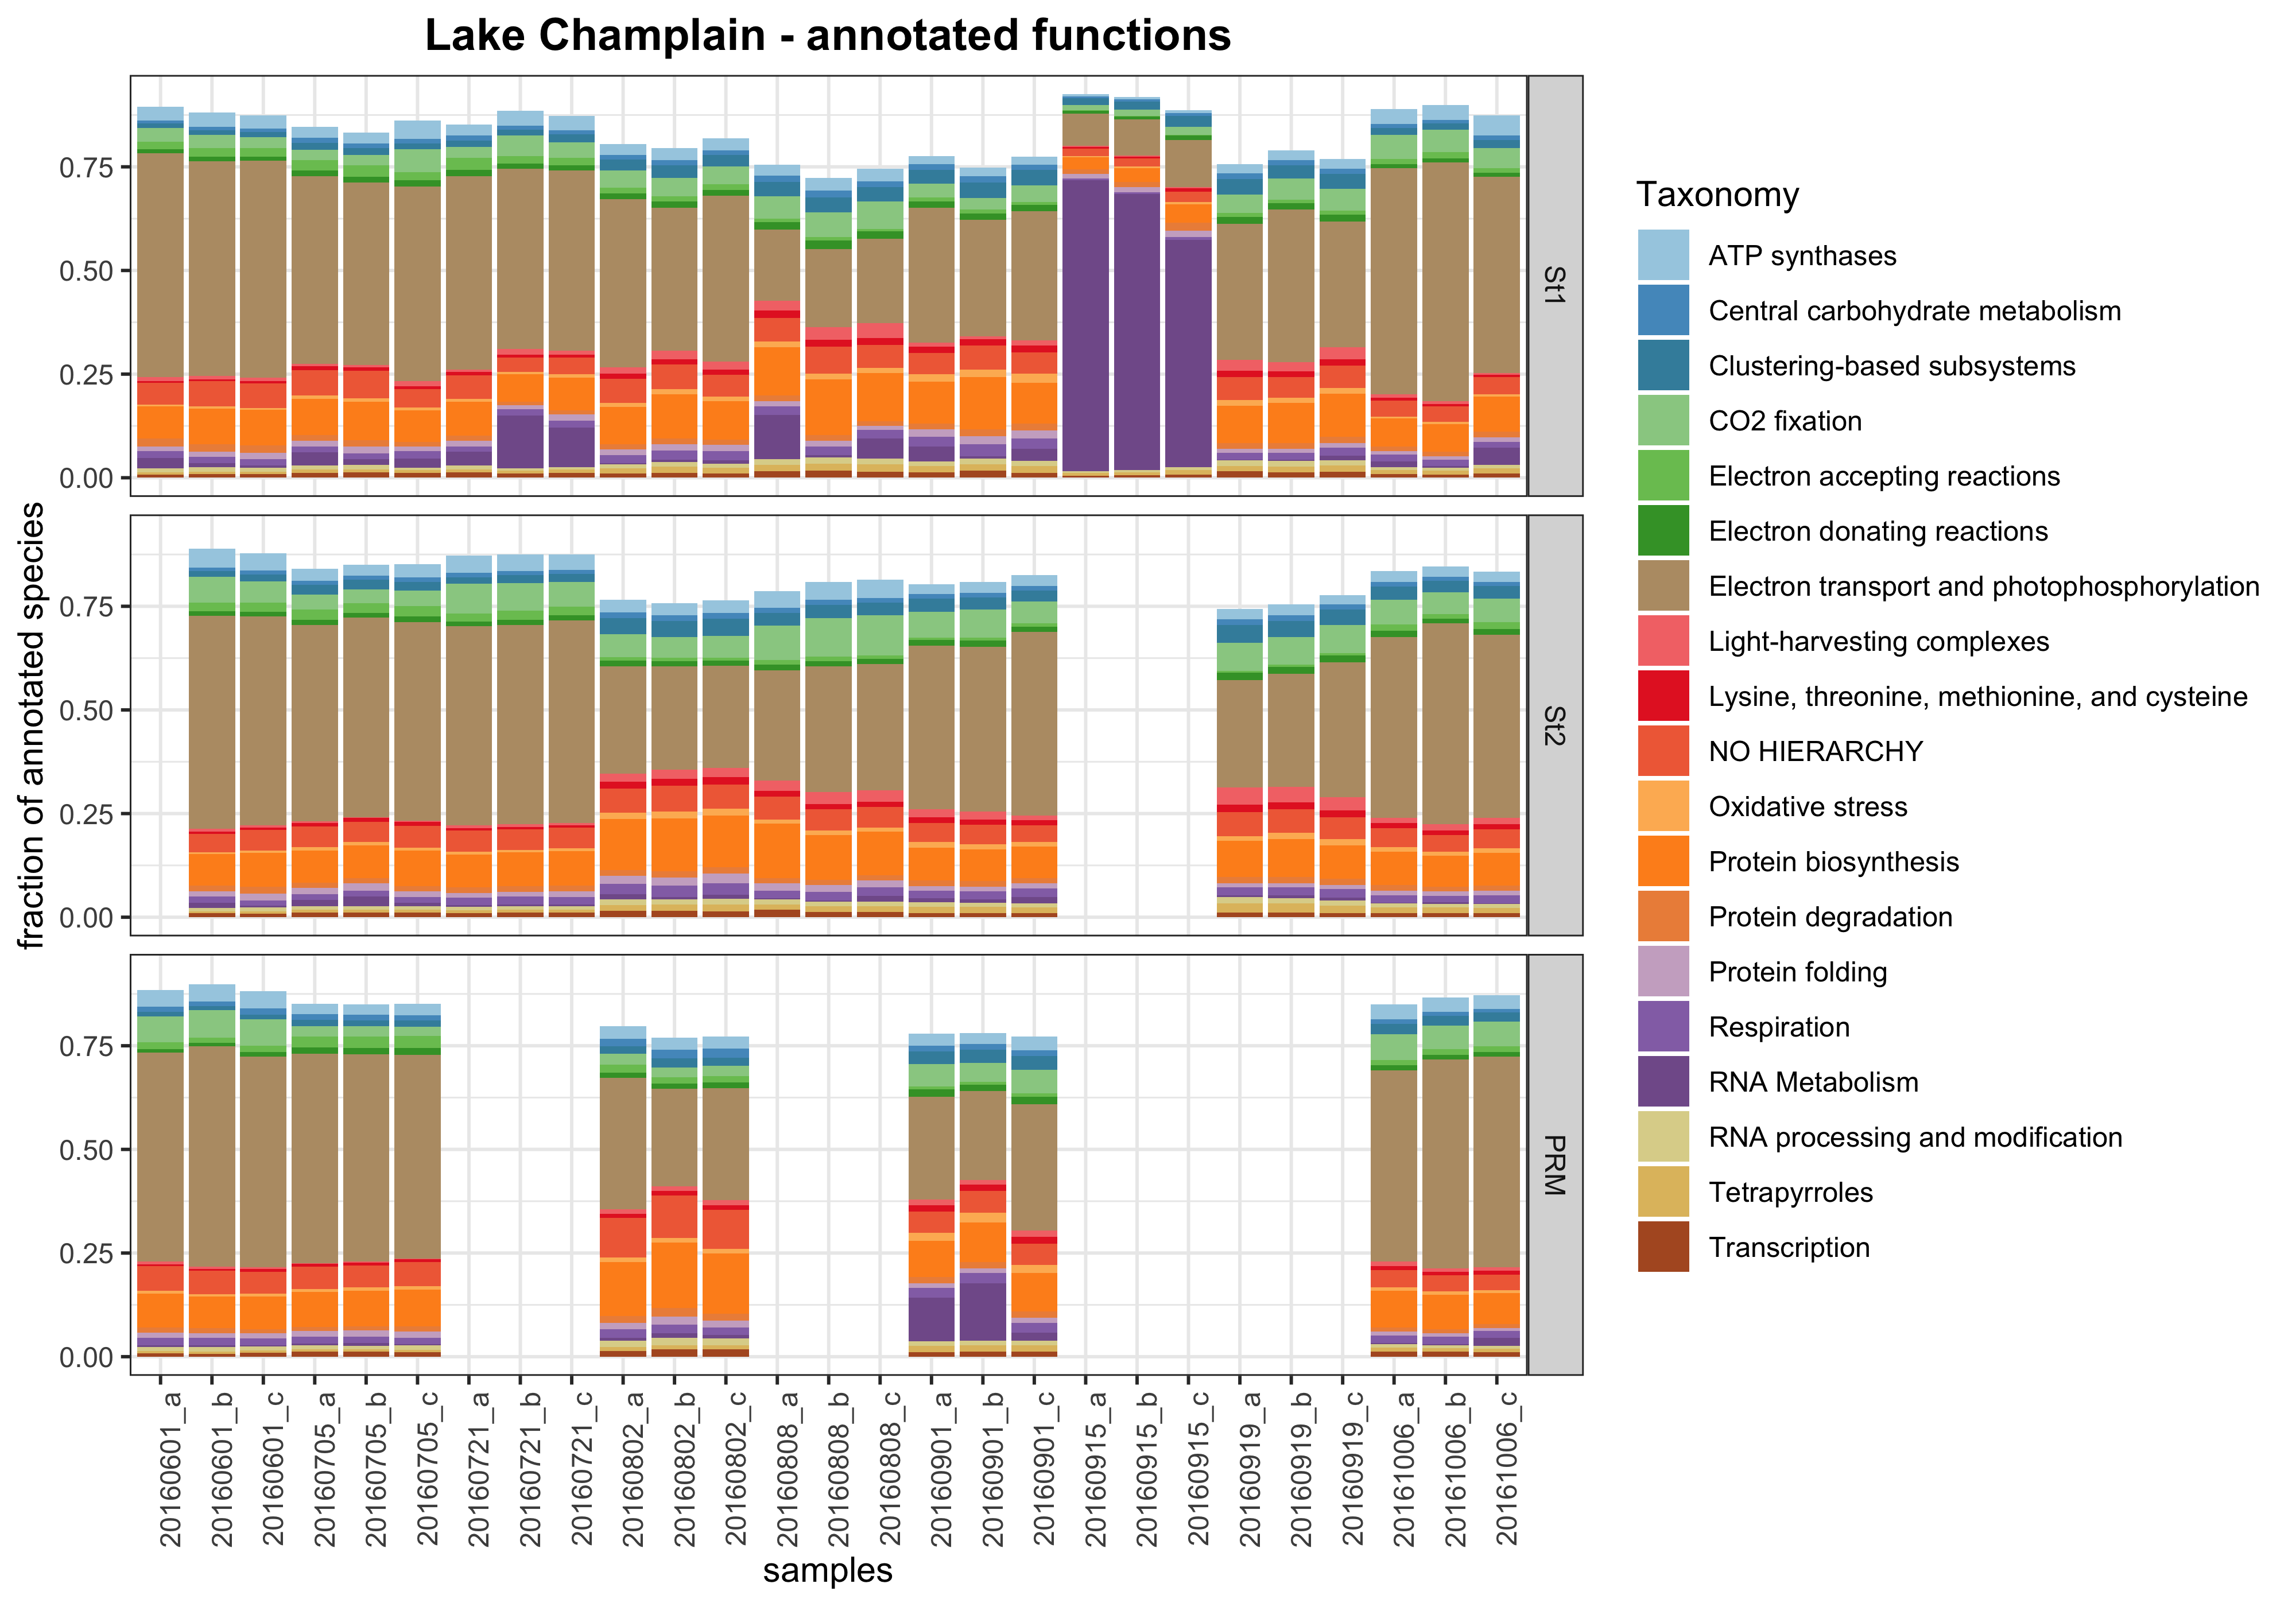 Lake Champlain - annotated functions
fraction of annotated species
0.75
0.50
0.25
0.00
St1
0.75
0.50
0.25
0.00
St2
0.75
0.50
0.25
0.00
PRM
20160601_a
20160601_b
20160601_c
20160705_a
20160705_b
20160705_c
20160721_a
20160721_b
20160721_c
20160802_a
20160802_b
20160802_c
20160808_a
20160808_b
20160808_c
20160901_a
20160901_b
20160901_c
20160915_a
20160915_b
20160915_c
20160919_a
20160919_b
20160919_c
20161006_a
20161006_b
20161006_c
samples
Taxonomy
ATP synthases
Central carbohydrate metabolism
Clustering-based subsystems
CO2 fixation
Electron accepting reactions
Electron donating reactions
Electron transport and photophosphorylation
Light-harvesting complexes
Lysine, threonine, methionine, and cysteine
NO HIERARCHY
Oxidative stress
Protein biosynthesis
Protein degradation
Protein folding
Respiration
RNA Metabolism
RNA processing and modification
Tetrapyrroles
Transcription